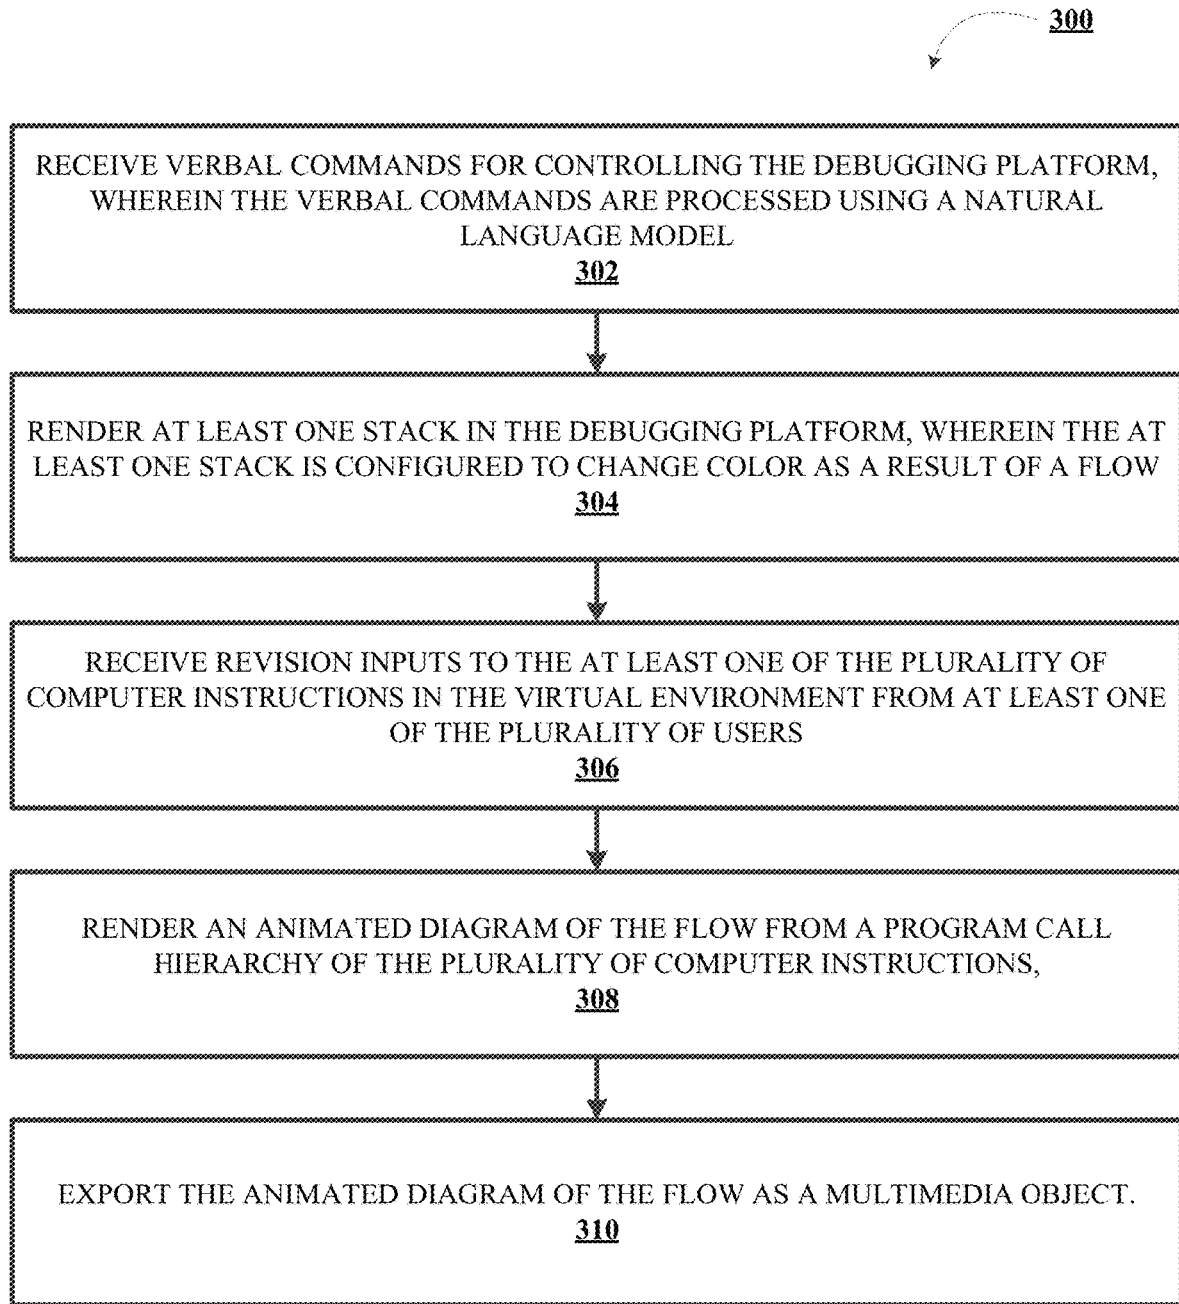 300
RECEIVE VERBAL COMMANDS FOR CONTROLLING THE DEBUGGING PLATFORM,
WHEREIN THE VERBAL COMMANDS ARE PROCESSED USING A NATURAL
LANGUAGE MODEL
302
RENDER AT LEAST ONE STACK IN THE DEBUGGING PLATFORM, WHEREIN THE AT
LEAST ONE STACK IS CONFIGURED TO CHANGE COLOR AS A RESULT OF A FLOW
304
RECEIVE REVISION INPUTS TO THE AT LEAST ONE OF THE PLURALITY OF
COMPUTER INSTRUCTIONS IN THE VIRTUAL ENVIRONMENT FROM AT LEAST ONE
OF THE PLURALITY OF USERS
306
RENDER AN ANIMATED DIAGRAM OF THE FLOW FROM A PROGRAM CALL
HIERARCHY OF THE PLURALITY OF COMPUTER INSTRUCTIONS,
308
EXPORT THE ANIMATED DIAGRAM OF THE FLOW AS A MULTIMEDIA OBJECT.
310